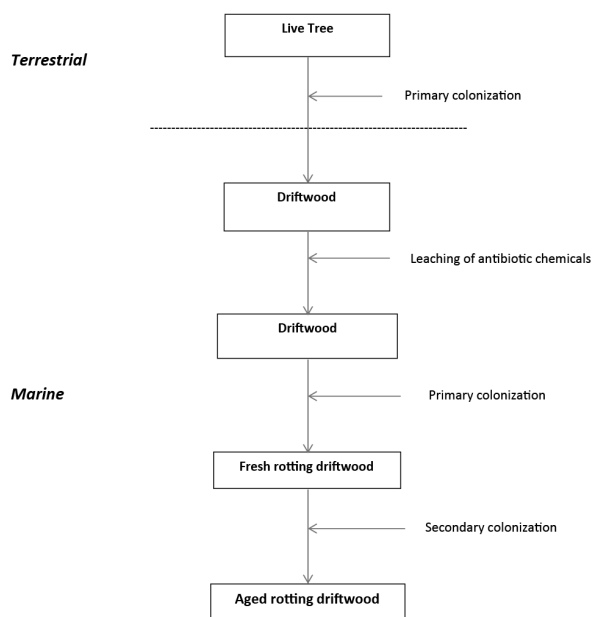 Live Tree
Terrestrial
Primary colonization
Driftwood
Leaching of antibiotic chemicals
Driftwood
Marine
Primary colonization
Fresh rotting driftwood
Secondary colonization
Aged rotting driftwood